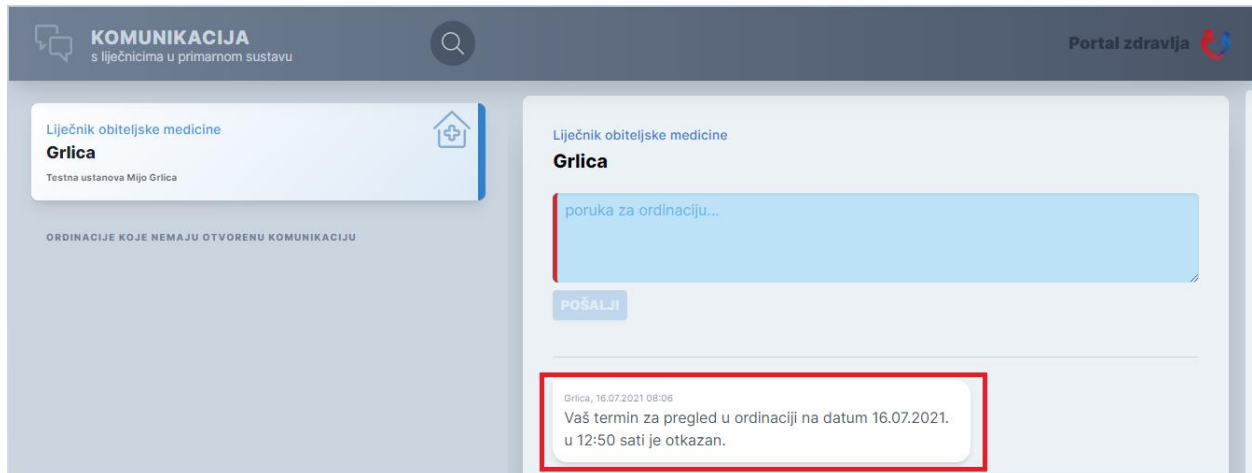 KOMUNIKACIJA
s liječnicima u primarnom sustavu
Portal zdravlja
Liječnik obiteljske medicine
Grlica
Testna ustanova Mijo Grlica
ORDINACIJE KOJE NEMAJU OTVORENU KOMUNIKACIJU
Liječnik obiteljske medicine
Grlica
poruka za ordinaciju...
POŠALJI
Grlica, 16.07.2021 08:06
Vaš termin za pregled u ordinaciji na datum 16.07.2021.
u 12:50 sati je otkazan.